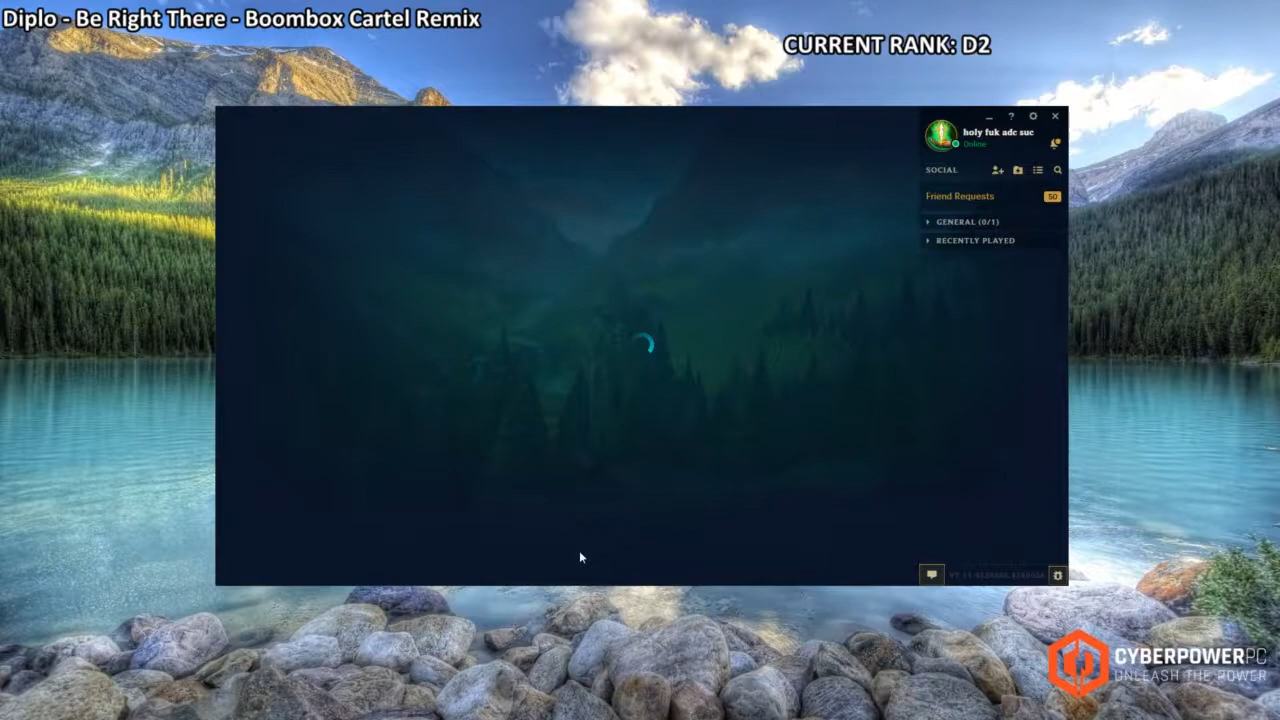 Diplo - Be Right There - Boombox Cartel Remix
CURRENT RANK: D2
holy fuk adc suc
Online
SOCIAL
Friend Requests
50
GENERAL (0/1)
RECENTLY PLAYED
CYBERPOWERPC
UNLEASH THE POWER